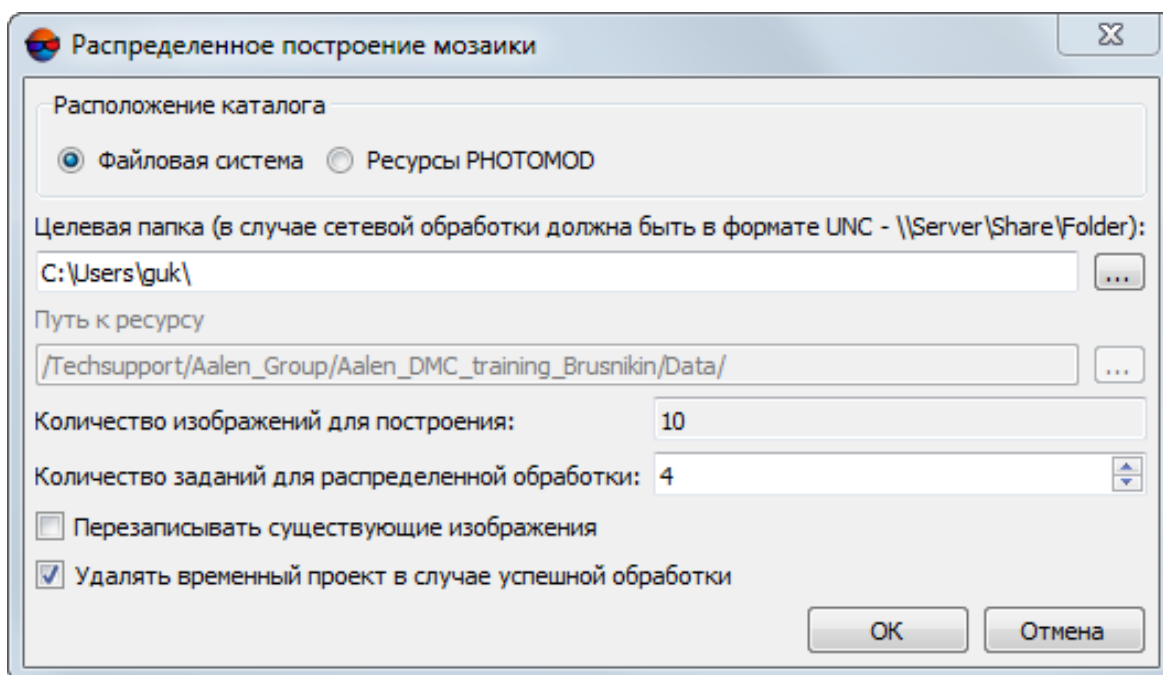 Распределенное построение мозаики
Расположение каталога
Файловая система Ресурсы PHOTOMOD
Целевая папка (в случае сетевой обработки должна быть в формате UNC - \\Server\Share\Folder):
C:\Users\guk\
...
Путь к ресурсу
/Techsupport/Aalen_Group/Aalen_DMC_training_Brusnikin/Data/
...
Количество изображений для построения: 10
Количество заданий для распределенной обработки: 4
Перезаписывать существующие изображения
Удалять временный проект в случае успешной обработки
OK Отмена